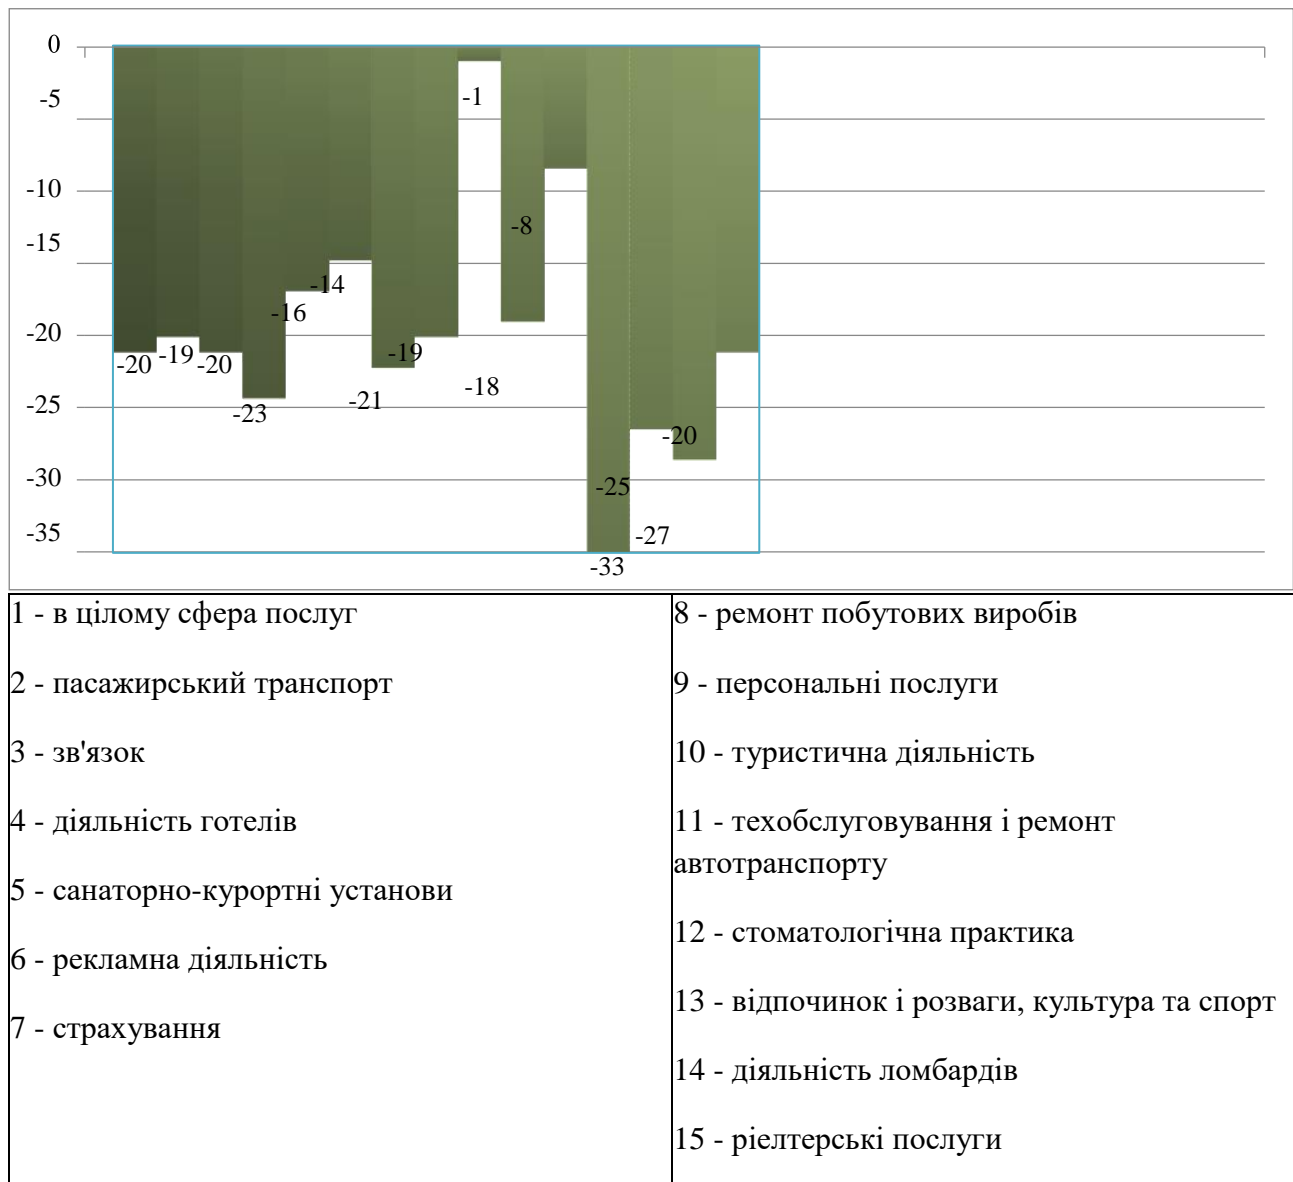 0
-5
-10
-15
-20
-25
-30
-35
-1
-8
-14
-16
-20
-19
-20
-19
-23
-21
-18
-20
-25
-27
-33
1 - в цілому сфера послуг
2 - пасажирський транспорт
3 - зв'язок
4 - діяльність готелів
5 - санаторно-курортні установи
6 - рекламна діяльність
7 - страхування
8 - ремонт побутових виробів
9 - персональні послуги
10 - туристична діяльність
11 - техобслуговування і ремонт
автотранспорту
12 - стоматологічна практика
13 - відпочинок і розваги, культура та спорт
14 - діяльність ломбардів
15 - ріелтерські послуги